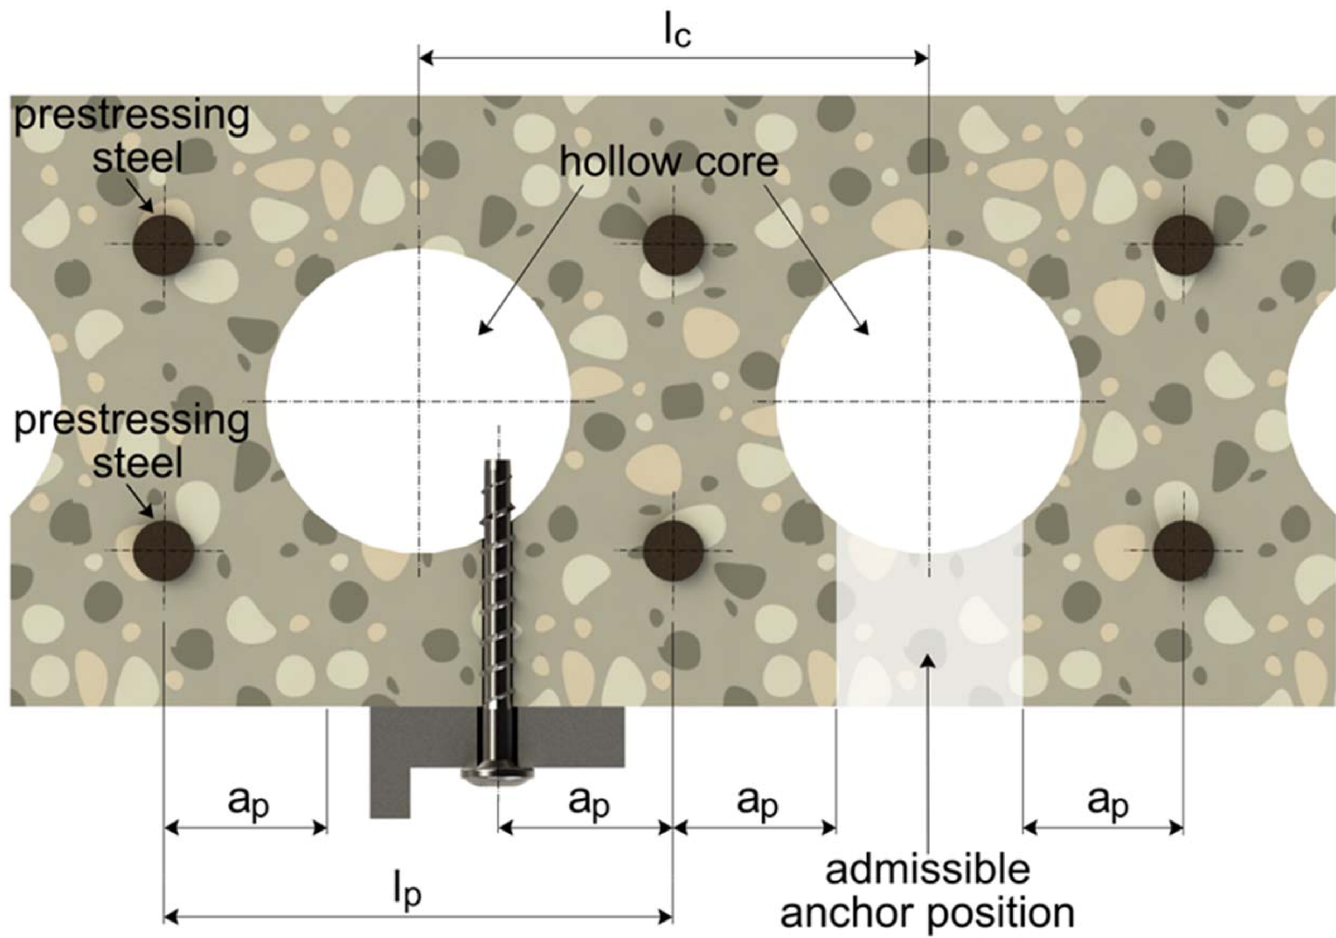 lc
prestressing
steel
hollow core
prestressing
steel
ap
ap
ap
ap
lp
admissible
anchor position